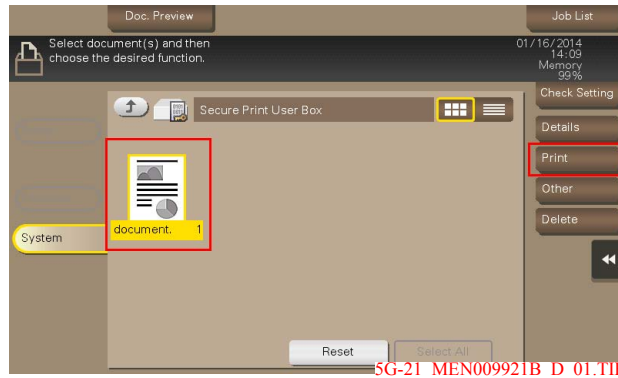 Doc. Preview
Job List
Select document(s) and then
choose the desired function.
01/16/2014
14:09
Memory
99%
Check Setting
Secure Print User Box
Details
Print
Other
Delete
document. 1
System
Reset
Select All
5G-21 MEN009921B D 01.TI